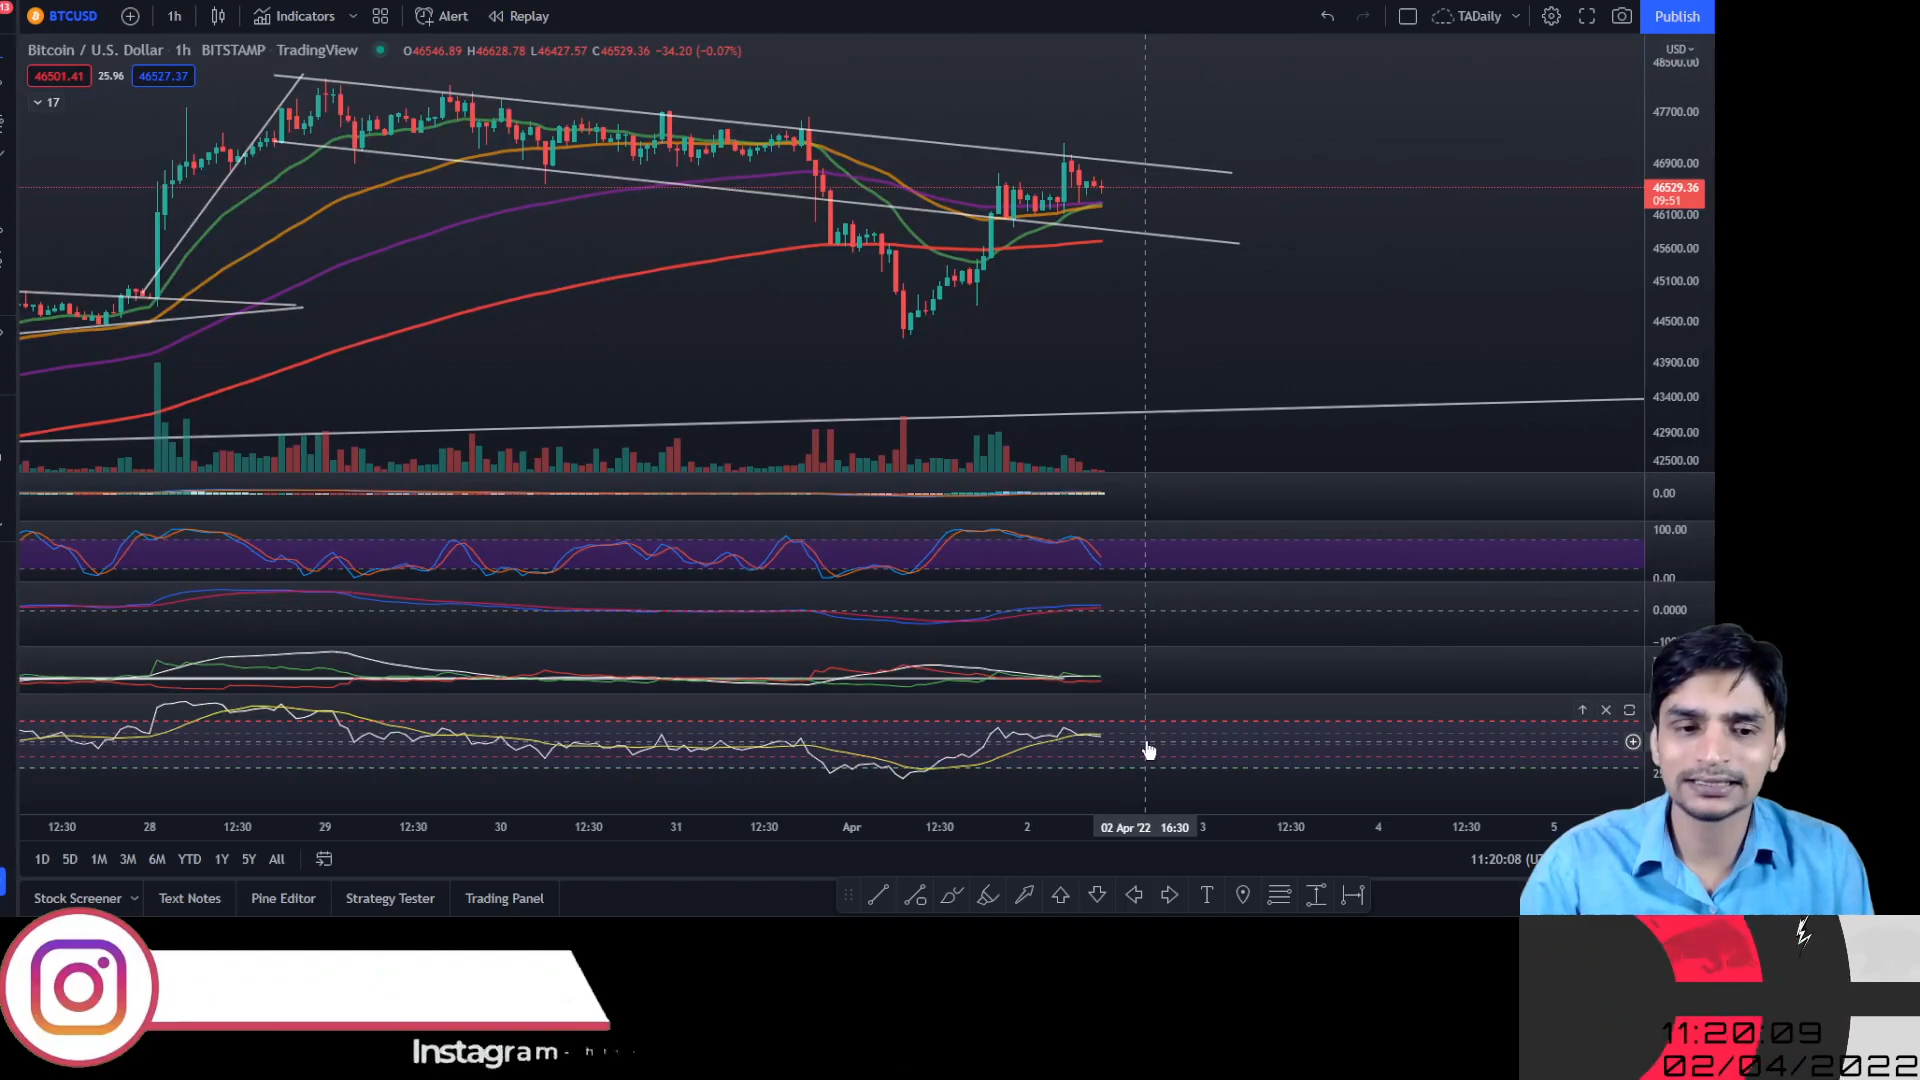 13
BTCUSD
1h
Indicators
Alert
Replay
TADaily
Publish
Bitcoin / U.S. Dollar 1h BITSTAMP TradingView
O46546.89 H46628.78 L46427.57 C46529.36 −34.20 (−0.07%)
USD
46501.41
25.96
46527.37
17
48500.00
47700.00
46900.00
46529.36
09:51
46100.00
45600.00
45100.00
44500.00
43900.00
43400.00
42900.00
42500.00
0.00
100.00
0.00
0.0000
12:30
28
12:30
29
12:30
30
12:30
31
12:30
Apr
12:30
2
02 Apr '22 16:30
3
12:30
4
12:30
5
1D 5D 1M 3M 6M YTD 1Y 5Y All
11:20:08
Stock Screener
Text Notes
Pine Editor
Strategy Tester
Trading Panel
Instagram
11:20:09
02/04/2022